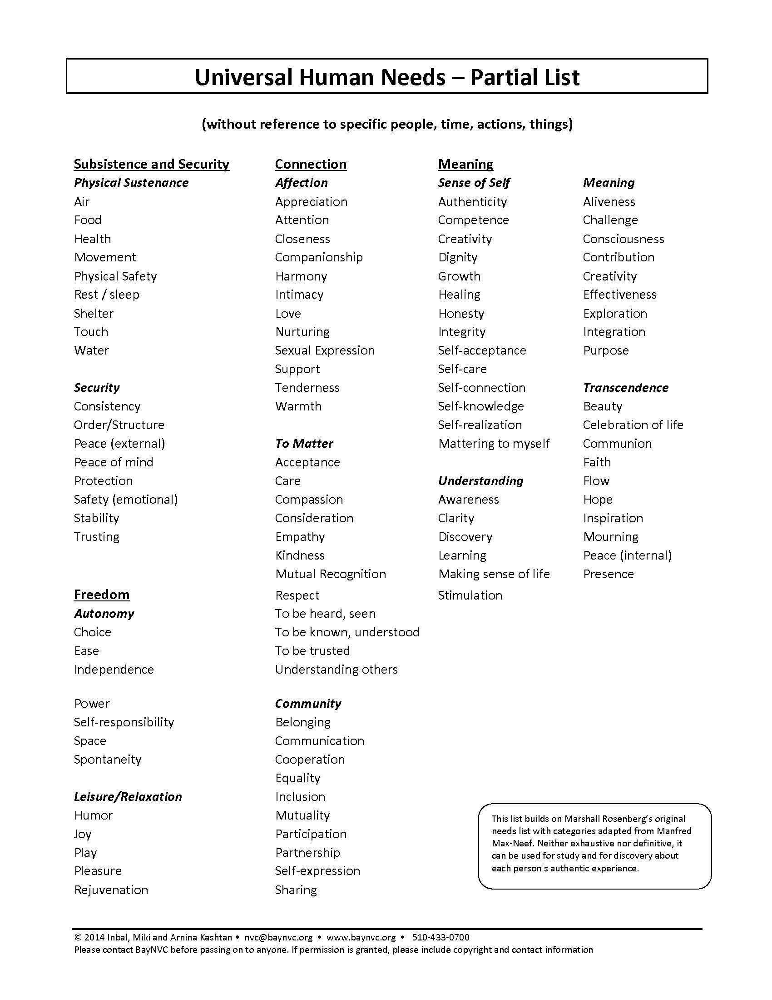 Universal Human Needs – Partial List
(without reference to specific people, time, actions, things)
Subsistence and Security
Physical Sustenance
Air
Food
Health
Movement
Physical Safety
Rest / sleep
Shelter
Touch
Water
Security
Consistency
Order/Structure
Peace (external)
Peace of mind
Protection
Safety (emotional)
Stability
Trusting
Freedom
Autonomy
Choice
Ease
Independence
Power
Self-responsibility
Space
Spontaneity
Leisure/Relaxation
Humor
Joy
Play
Pleasure
Rejuvenation
Connection
Affection
Appreciation
Attention
Closeness
Companionship
Harmony
Intimacy
Love
Nurturing
Sexual Expression
Support
Tenderness
Warmth
To Matter
Acceptance
Care
Compassion
Consideration
Empathy
Kindness
Mutual Recognition
Respect
To be heard, seen
To be known, understood
To be trusted
Understanding others
Community
Belonging
Communication
Cooperation
Equality
Inclusion
Mutuality
Participation
Partnership
Self-expression
Sharing
Meaning
Sense of Self
Authenticity
Competence
Creativity
Dignity
Growth
Healing
Honesty
Integrity
Self-acceptance
Self-care
Self-connection
Self-knowledge
Self-realization
Mattering to myself
Understanding
Awareness
Clarity
Discovery
Learning
Making sense of life
Stimulation
Meaning
Aliveness
Challenge
Consciousness
Contribution
Creativity
Effectiveness
Exploration
Integration
Purpose
Transcendence
Beauty
Celebration of life
Communion
Faith
Flow
Hope
Inspiration
Mourning
Peace (internal)
Presence
This list builds on Marshall Rosenberg’s original
needs list with categories adapted from Manfred
Max-Neef. Neither exhaustive nor definitive, it
can be used for study and for discovery about
each person's authentic experience.
© 2014 Inbal, Miki and Arnina Kashtan • nvc@baynvc.org • www.baynvc.org • 510-433-0700
Please contact BayNVC before passing on to anyone. If permission is granted, please include copyright and contact information